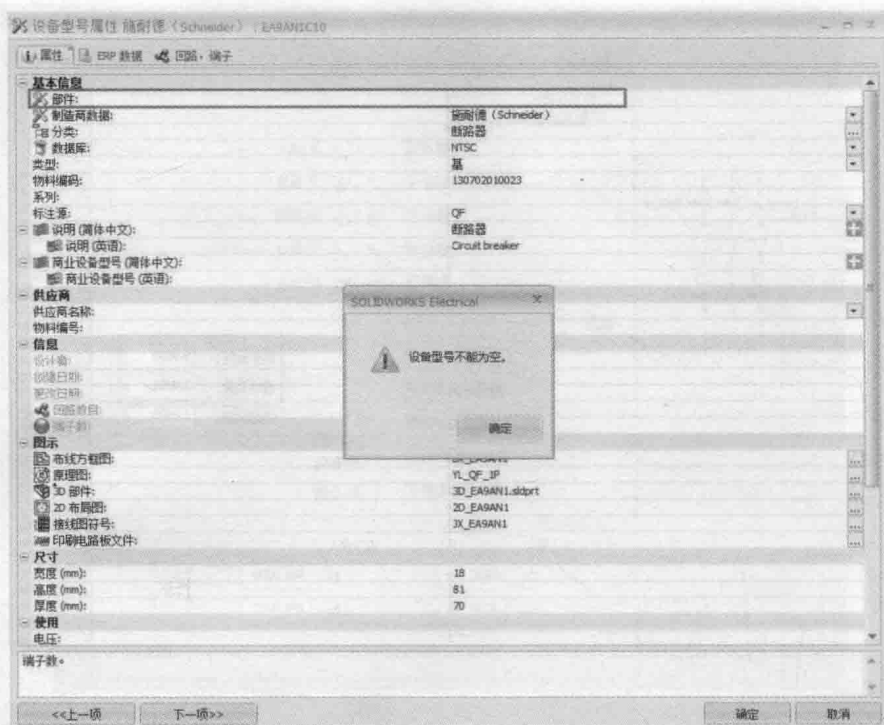 设备型号属性 施耐德（Schneider）：EA9AN1C10
属性 ERP 数据 回路，端子
基本信息
部件:
制造商数据: 施耐德（Schneider）
分类: 断路器
数据库: NTSC
类型: 基
物料编码: 130702010023
系列:
标注源: QF
说明 (简体中文): 断路器
说明 (英语): Circuit breaker
商业设备型号 (简体中文):
商业设备型号 (英语):
供应商
供应商名称:
物料编号:
信息
创建日期:
更改日期:
回路数目:
端子数:
SOLIDWORKS Electrical
设备型号不能为空。
确定
图示
布线方框图:
原理图: YL_QF_1P
3D 部件: 3D_EA9AN1.sldprt
2D 布局图: 2D_EA9AN1
接线图符号: JX_EA9AN1
印刷电路板文件:
尺寸
宽度 (mm): 18
高度 (mm): 81
厚度 (mm): 70
使用
电压:
端子数。
<<上一项 下一项>> 确定 取消